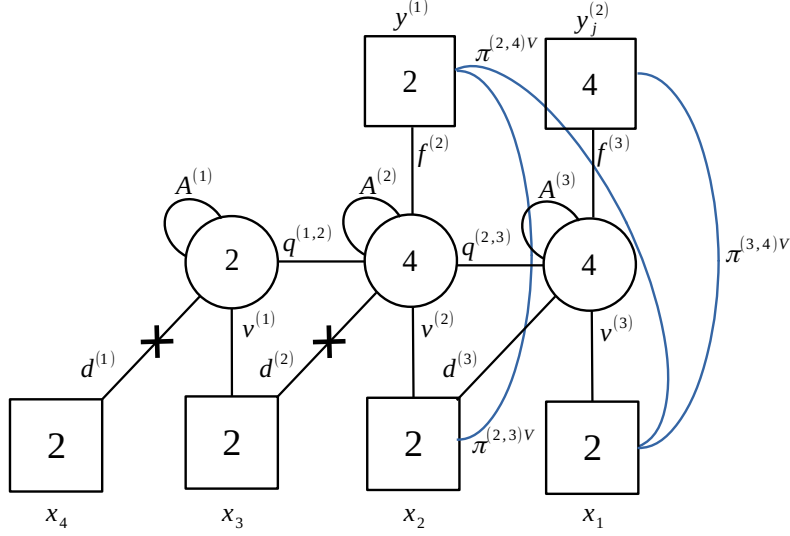 y^(1)
y_j^(2)
π^(2,4)V
2
4
f^(2)
f^(3)
A^(1)
A^(2)
A^(3)
q^(1,2)
q^(2,3)
π^(3,4)V
2
4
4
v^(1)
v^(2)
v^(3)
d^(1)
d^(2)
d^(3)
π^(2,3)V
2
2
2
2
x_4
x_3
x_2
x_1